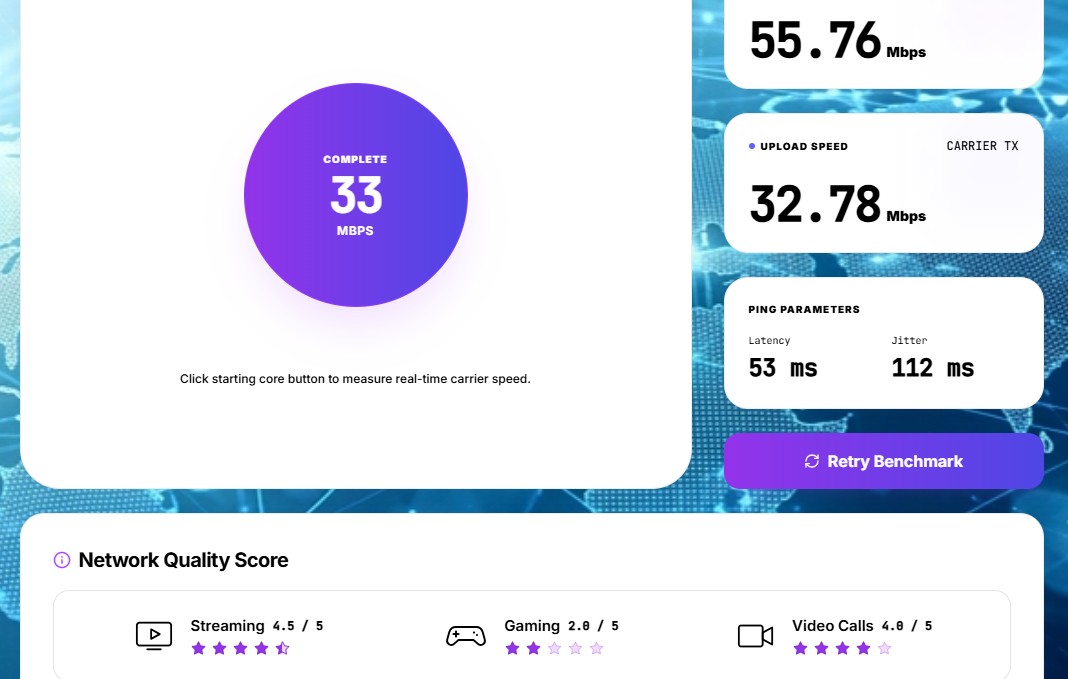 55.76 Mbps
COMPLETE
33
MBPS
Click starting core button to measure real-time carrier speed.
UPLOAD SPEED CARRIER TX
32.78 Mbps
PING PARAMETERS
Latency Jitter
53 ms 112 ms
Retry Benchmark
Network Quality Score
Streaming 4.5 / 5 Gaming 2.0 / 5 Video Calls 4.0 / 5